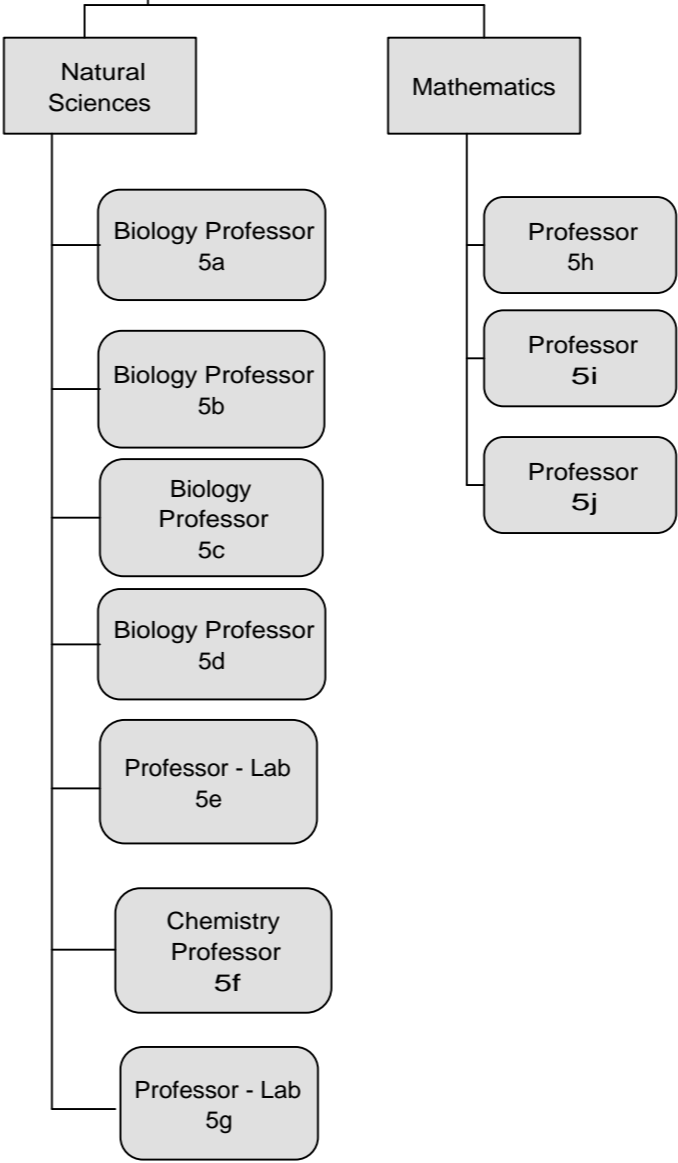 Natural
Sciences
Mathematics
Biology Professor
5a
Biology Professor
5b
Biology
Professor
5c
Biology Professor
5d
Professor - Lab
5e
Chemistry
Professor
5f
Professor - Lab
5g
Professor
5h
Professor
5i
Professor
5j